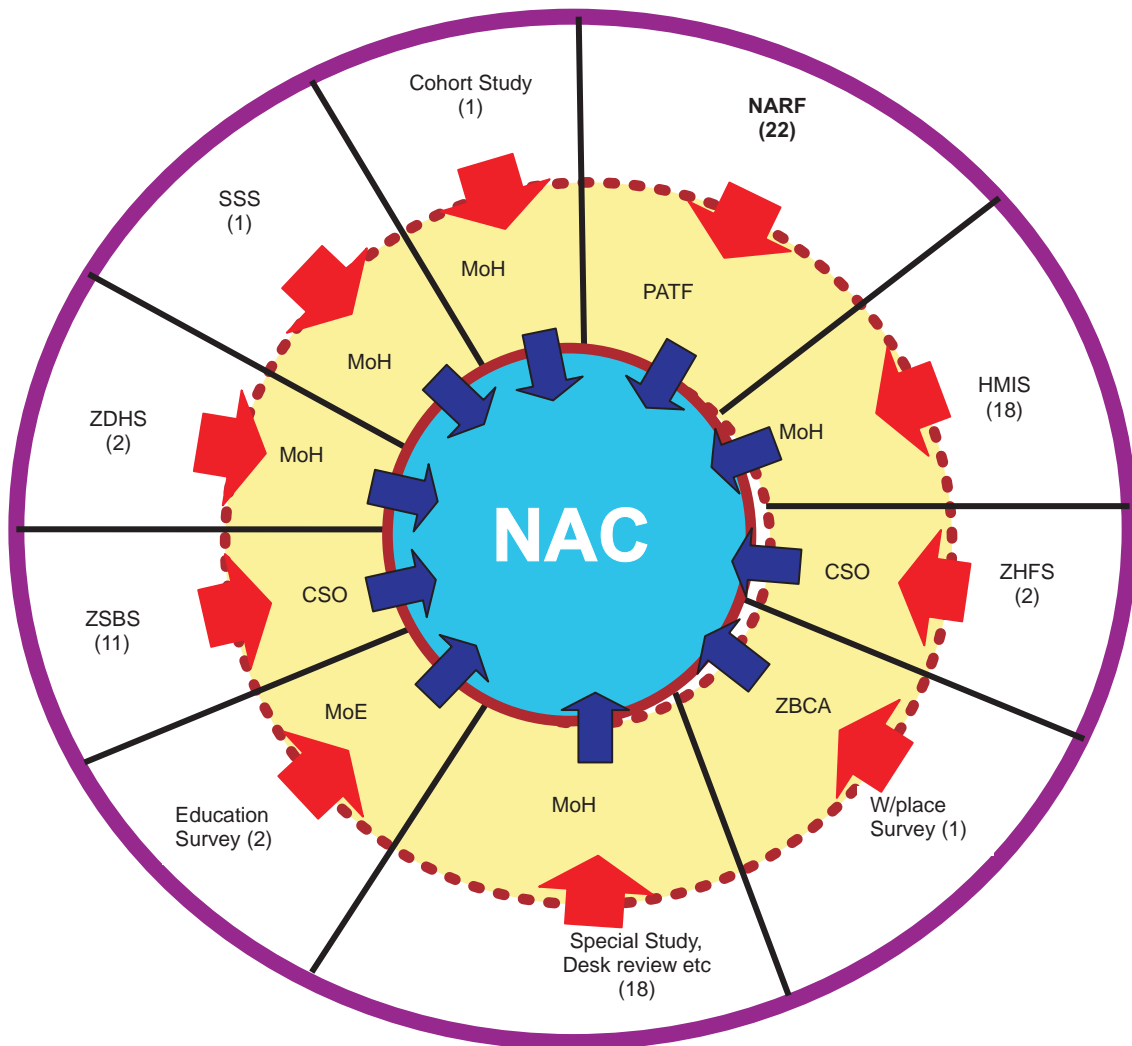 Cohort Study
(1)
NARF
(22)
SSS
(1)
MoH
PATF
MoH
HMIS
(18)
ZDHS
(2)
MoH
MoH
NAC
ZSBS
(11)
CSO
CSO
ZHFS
(2)
MoE
ZBCA
Education
Survey (2)
MoH
W/place
Survey (1)
Special Study,
Desk review etc
(18)